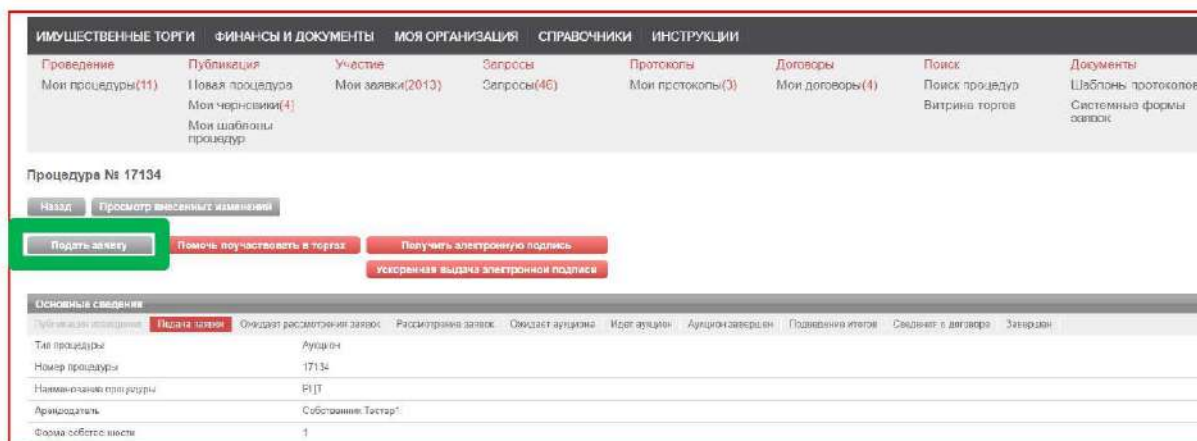 ИМУЩЕСТВЕННЫЕ ТОРГИ ФИНАНСЫ И ДОКУМЕНТЫ МОЯ ОРГАНИЗАЦИЯ СПРАВОЧНИКИ ИНСТРУКЦИИ
Проведение Публикация Участие Запросы Протоколы Договоры Поиск Документы
Мои процедуры(11) Новая процедура Мои заявки(2013) Запросы(46) Мои протоколы(3) Мои договоры(4) Поиск процедур Шаблоны протоколов
Мои черновики(4) Витрина торгов Системные формы
Мои шаблоны заявок
процедур
Процедура № 17134
Назад Просмотр внесенных изменений
Подать заявку Помочь поучаствовать в торгах Получить электронную подпись
Ускоренная выдача электронной подписи
Основные сведения
Публикация извещения Подача заявок Ожидает рассмотрения заявок Рассмотрение заявок Ожидает аукциона Идет аукцион Аукцион завершен Подведение итогов Сведения о договоре Завершен
Тип процедуры Аукцион
Номер процедуры 17134
Наименование процедуры
Арендодатель Собственник Тестер
Форма собственности 1